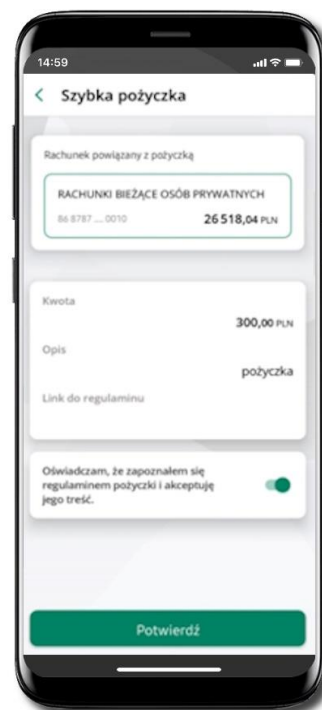 14:59
Szybka pożyczka
Rachunek powiązany z pożyczką
RACHUNKI BIEŻĄCE OSÓB PRYWATNYCH
86 8787 .... 0010 26 518,04 PLN
Kwota
300,00 PLN
Opis
pożyczka
Link do regulaminu
Oświadczam, że zapoznałem się
regulaminem pożyczki i akceptuję
jego treść.
Potwierdź